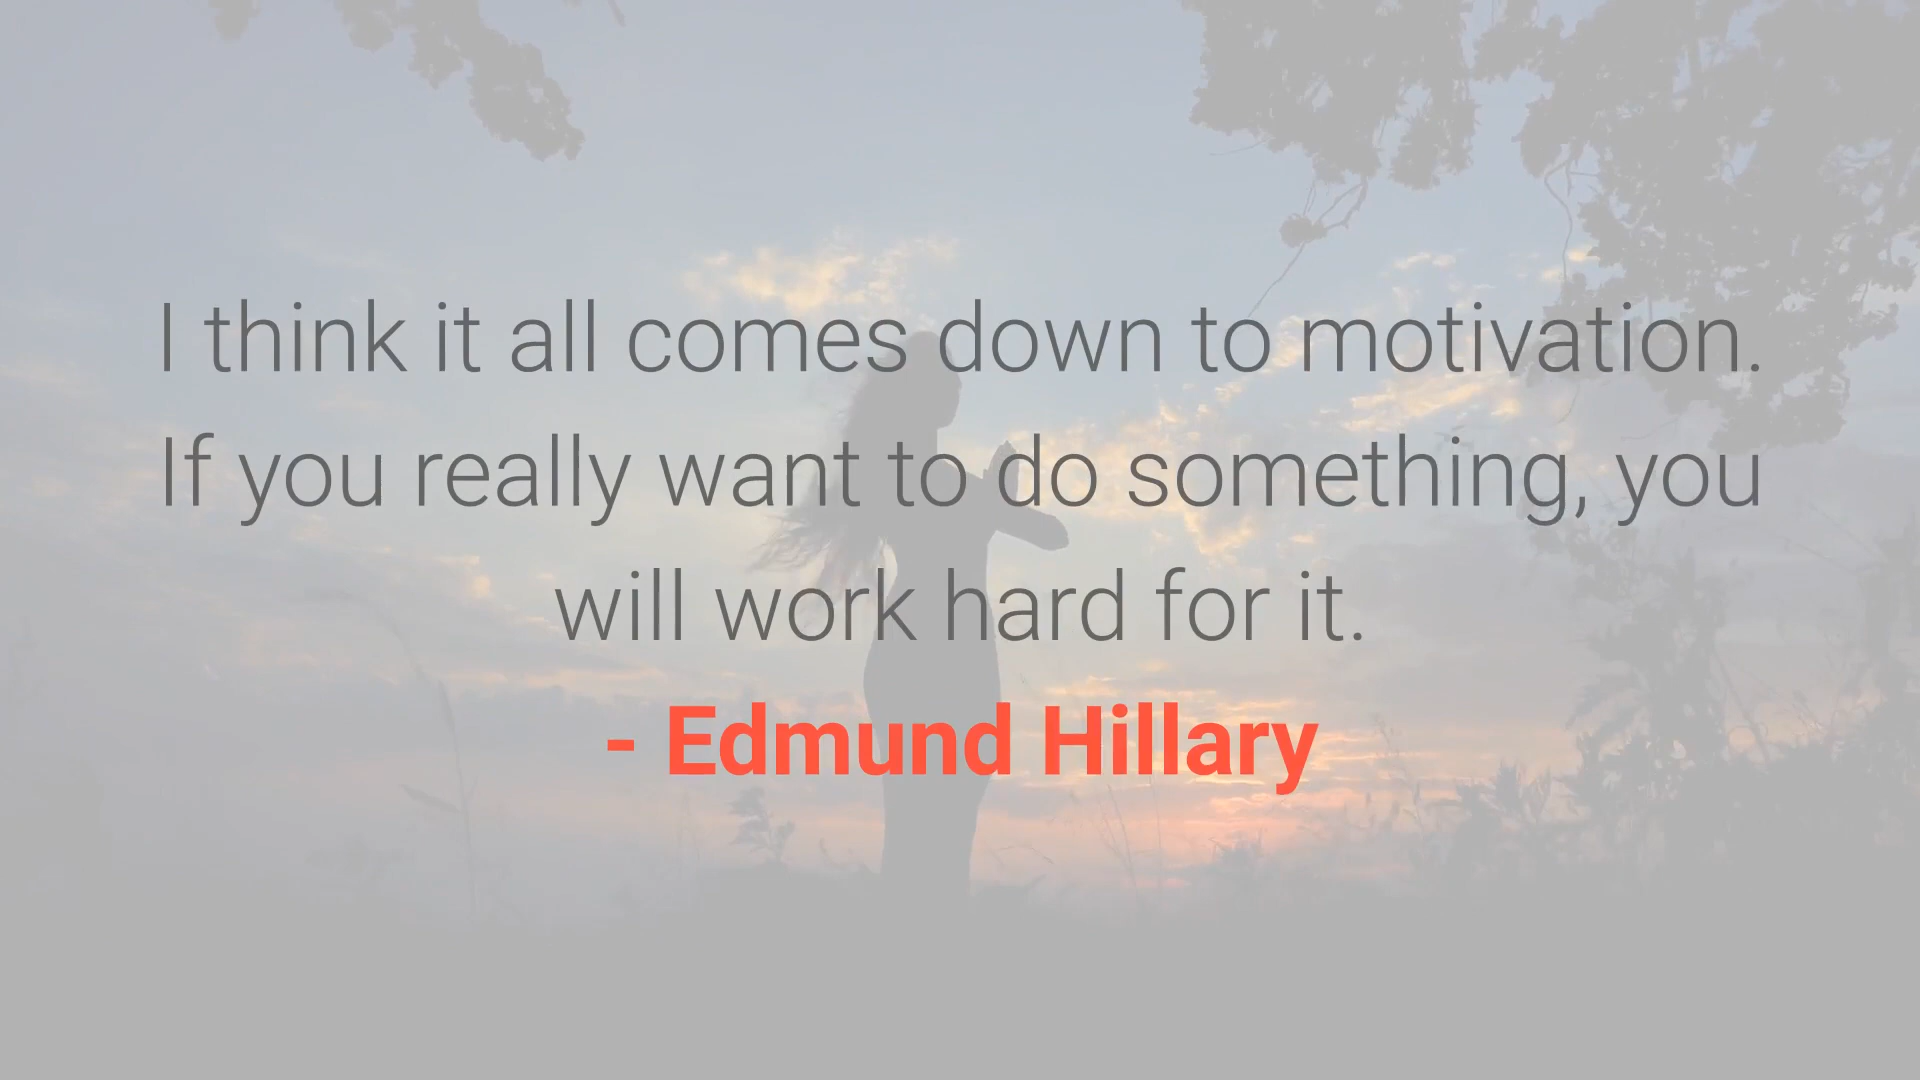 I think it all comes down to motivation.
If you really want to do something, you
will work hard for it.
- Edmund Hillary